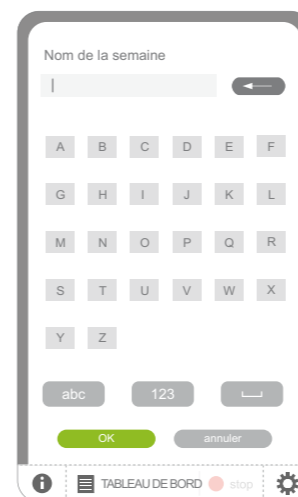 Nom de la semaine
A B C D E F
G H I J K L
M N O P Q R
S T U V W X
Y Z
abc 123
OK annuler
i TABLEAU DE BORD stop